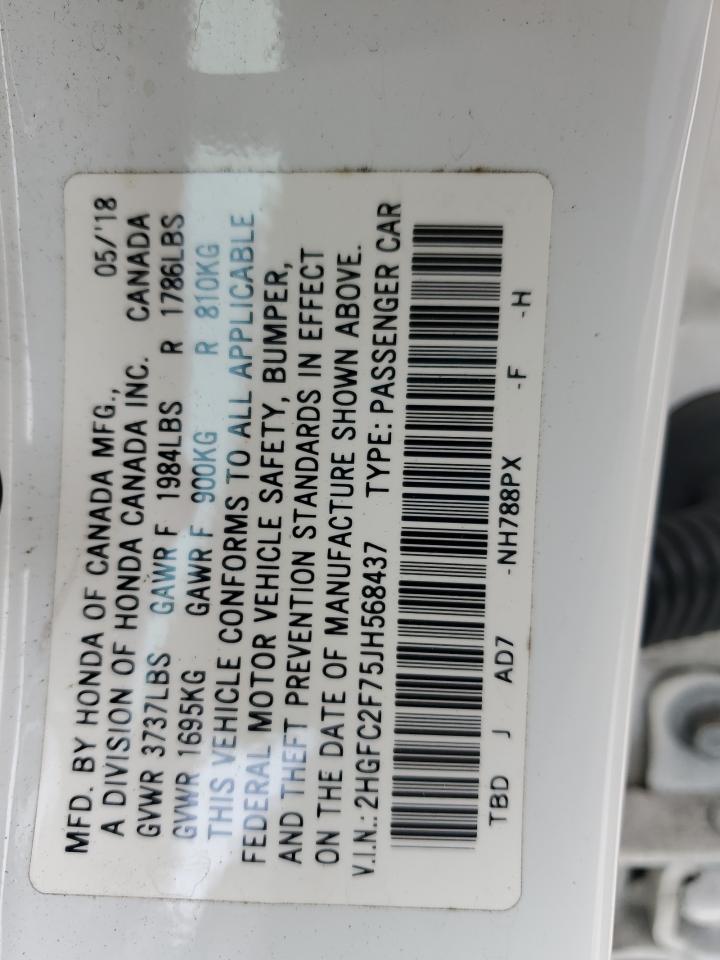 MFD. BY HONDA OF CANADA MFG., 05/'18
A DIVISION OF HONDA CANADA INC. CANADA
GVWR 3737LBS GAWR F 1984LBS R 1786LBS
GVWR 1695KG GAWR F 900KG R 810KG
THIS VEHICLE CONFORMS TO ALL APPLICABLE
FEDERAL MOTOR VEHICLE SAFETY, BUMPER,
AND THEFT PREVENTION STANDARDS IN EFFECT
ON THE DATE OF MANUFACTURE SHOWN ABOVE.
V.I.N.: 2HGFC2F75JH568437 TYPE: PASSENGER CAR
TBD J AD7 -NH788PX -F -H